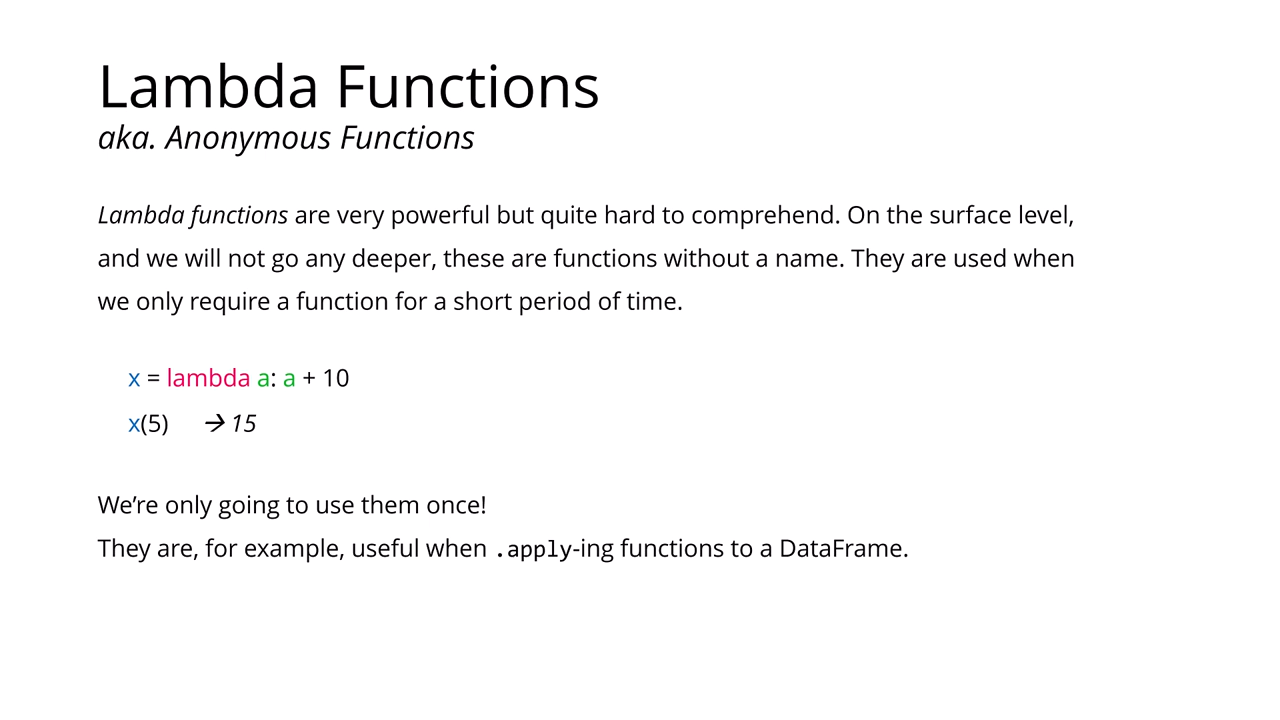 Lambda Functions
aka. Anonymous Functions
Lambda functions are very powerful but quite hard to comprehend. On the surface level,
and we will not go any deeper, these are functions without a name. They are used when
we only require a function for a short period of time.
x = lambda a: a + 10
x(5) → 15
We’re only going to use them once!
They are, for example, useful when .apply-ing functions to a DataFrame.